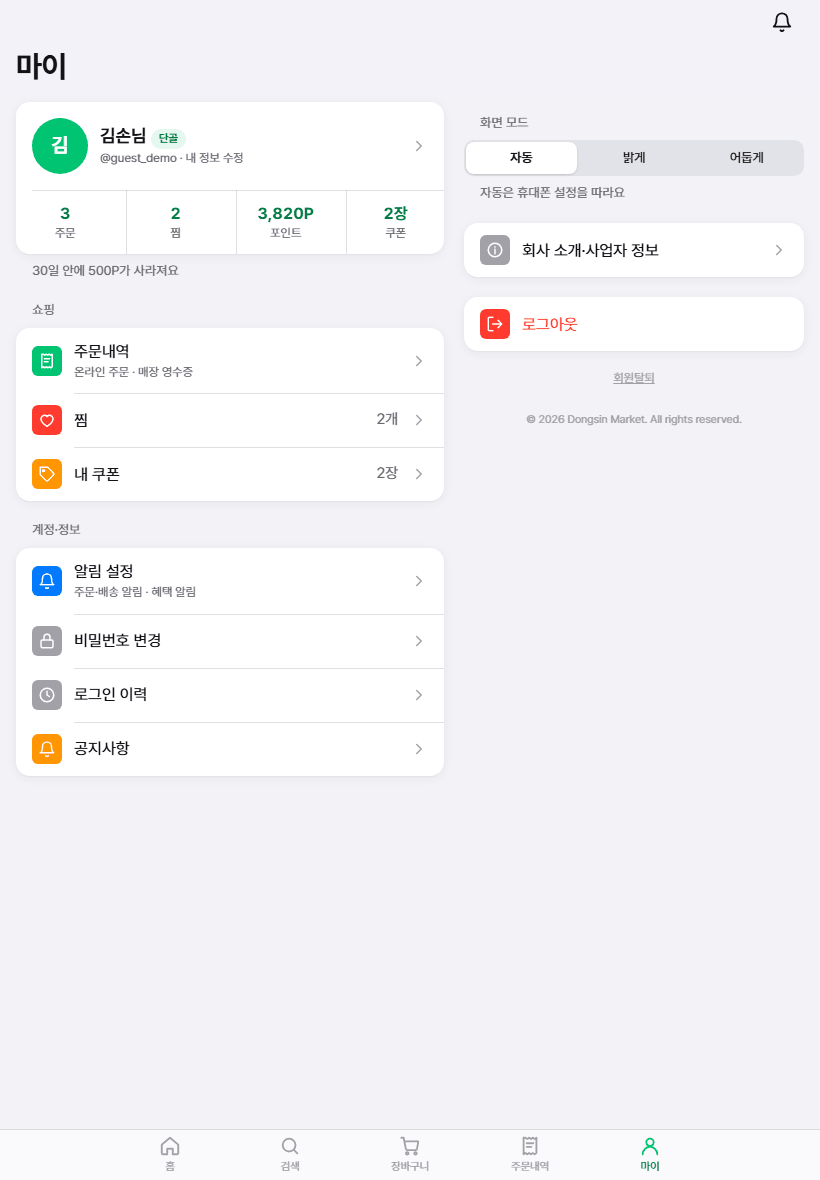 마이
김
김손님 단골
@guest_demo · 내 정보 수정
3 2 3,820P 2장
주문 찜 포인트 쿠폰
30일 안에 500P가 사라져요
쇼핑
주문내역
온라인 주문 · 매장 영수증
찜 2개
내 쿠폰 2장
계정·정보
알림 설정
주문·배송 알림 · 혜택 알림
비밀번호 변경
로그인 이력
공지사항
화면 모드
자동 밝게 어둡게
자동은 휴대폰 설정을 따라요
회사 소개·사업자 정보
로그아웃
회원탈퇴
© 2026 Dongsin Market. All rights reserved.
홈 검색 장바구니 주문내역 마이